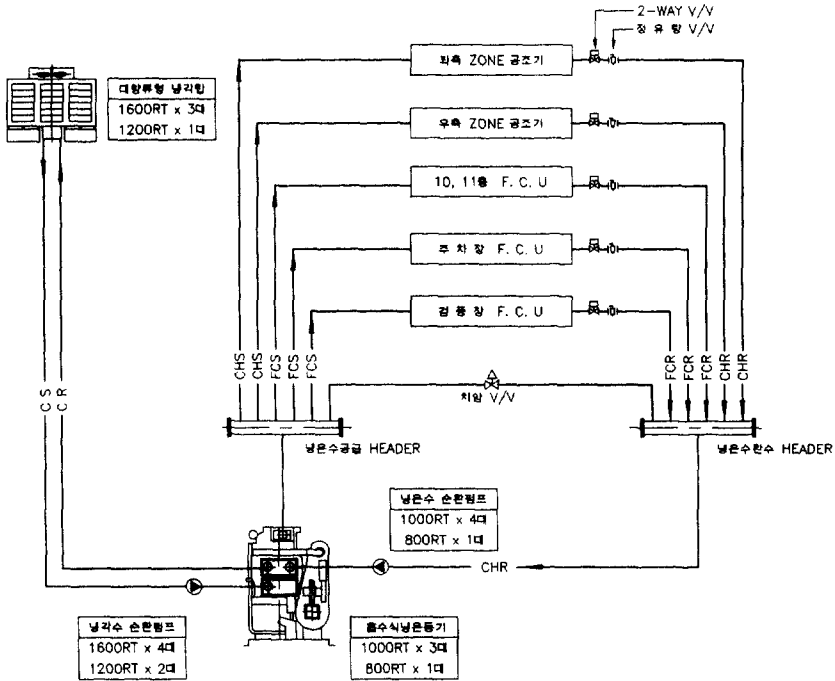 2-WAY V/V
정유량 V/V
좌측 ZONE 공조기
우측 ZONE 공조기
10, 11층 F. C. U
주차장 F. C. U
검품장 F. C. U
대향류형 냉각탑
1600RT x 3대
1200RT x 1대
CS
CR
CHS
CHS
FCS
FCS
FCS
FCR
FCR
FCR
CHR
CHR
차압 V/V
냉온수공급 HEADER
냉온수환수 HEADER
냉온수 순환펌프
1000RT x 4대
800RT x 1대
CHR
냉각수 순환펌프
1600RT x 4대
1200RT x 2대
흡수식냉온동기
1000RT x 3대
800RT x 1대